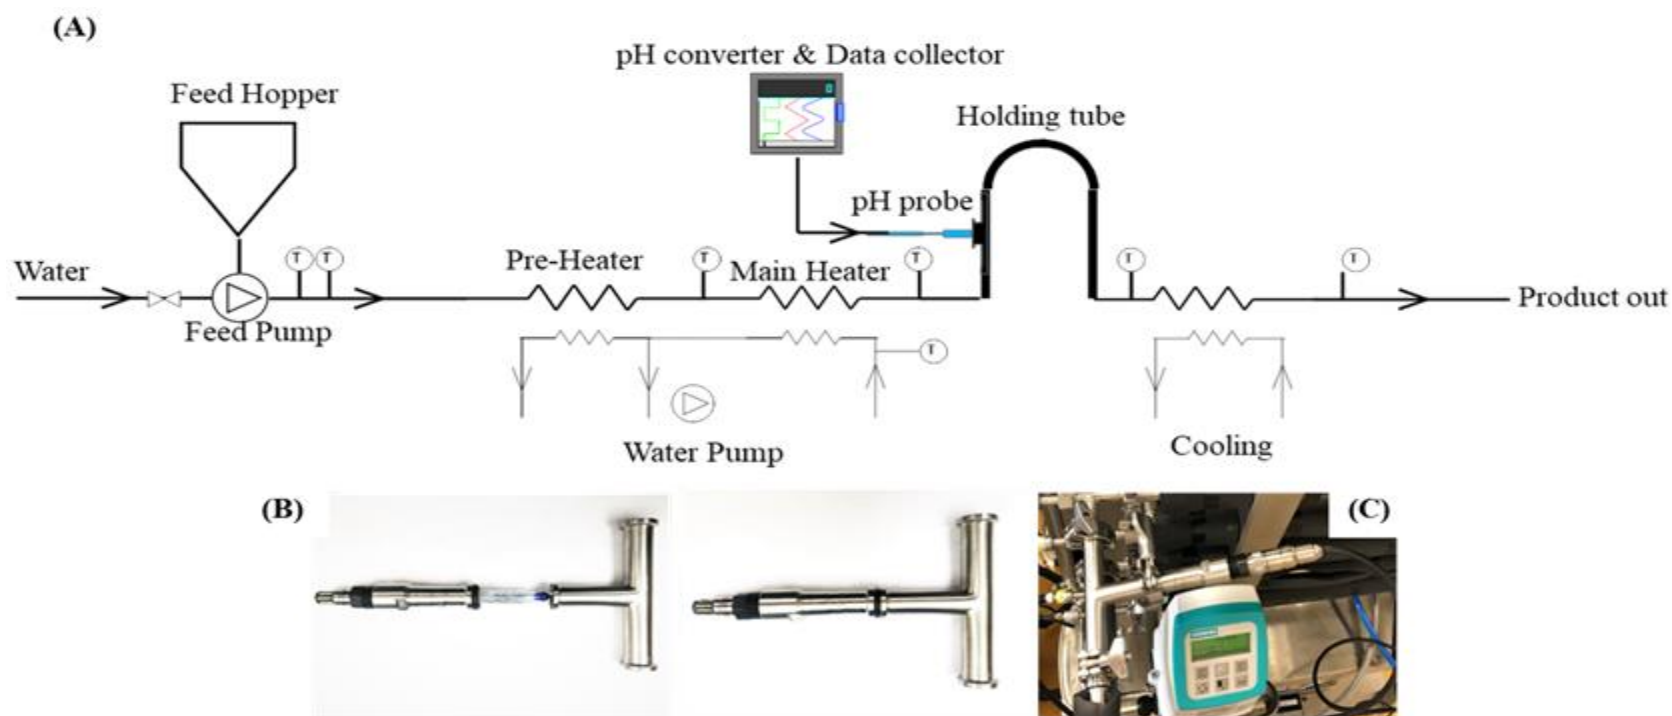 (A)
pH converter & Data collector
Feed Hopper
Holding tube
pH probe
Water
T T
Pre-Heater
T
Main Heater
T
T
T
Product out
Feed Pump
T
Water Pump
Cooling
(B)
(C)